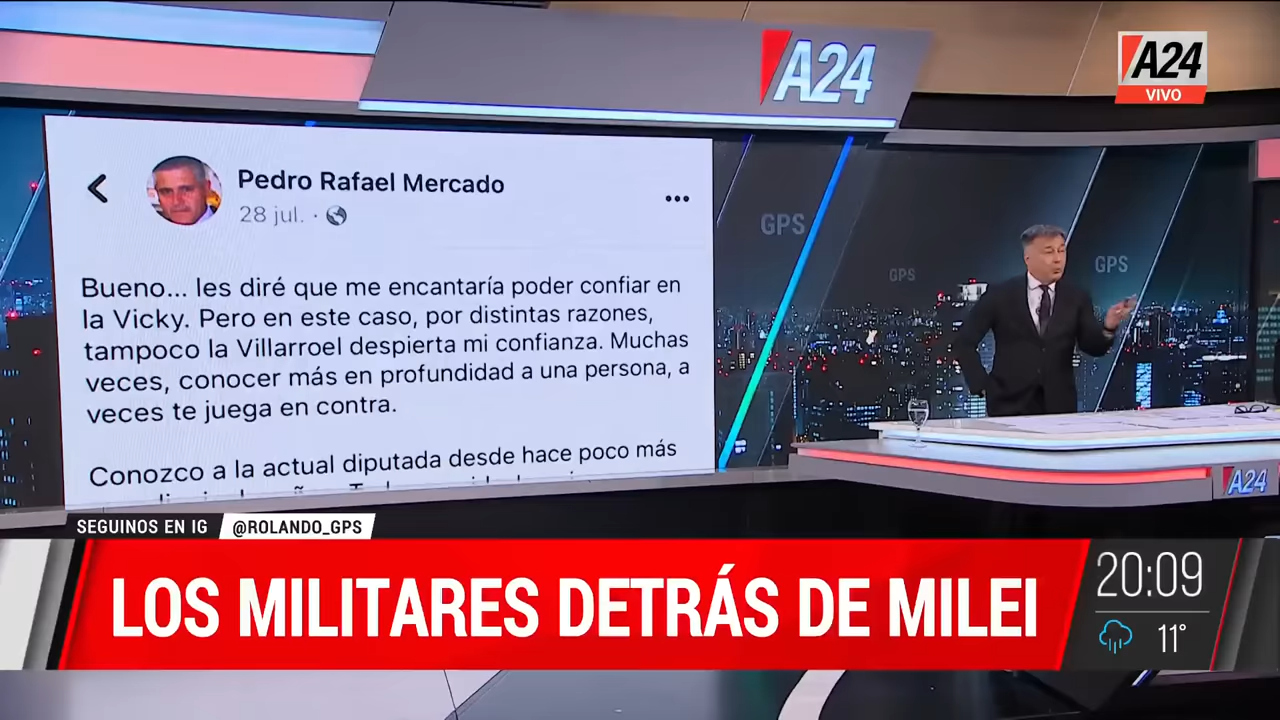 A24
A24
VIVO
Pedro Rafael Mercado
28 jul. ·
GPS
GPS
GPS
Bueno... les diré que me encantaría poder confiar en
la Vicky. Pero en este caso, por distintas razones,
tampoco la Villarroel despierta mi confianza. Muchas
veces, conocer más en profundidad a una persona, a
veces te juega en contra.
Conozco a la actual diputada desde hace poco más
A24
SEGUINOS EN IG @ROLANDO_GPS
LOS MILITARES DETRÁS DE MILEI
20:09
11°